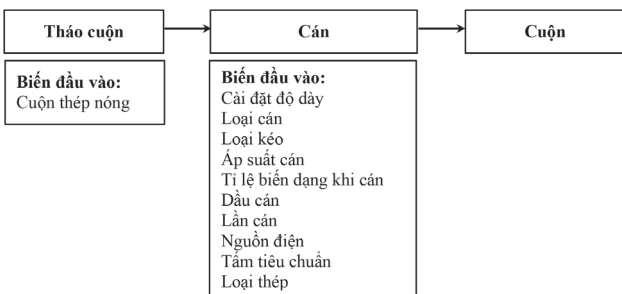 Tháo cuộn
Cán
Cuộn
Biến đầu vào:
Cuộn thép nóng
Biến đầu vào:
Cài đặt độ dày
Loại cán
Loại kéo
Áp suất cán
Tỉ lệ biến dạng khi cán
Dầu cán
Lần cán
Nguồn điện
Tấm tiêu chuẩn
Loại thép